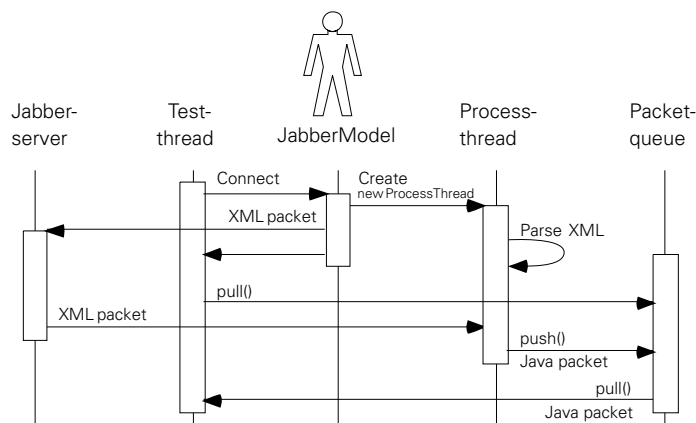 Jabber-
server
Test-
thread
JabberModel
Process-
thread
Packet-
queue
Connect
Create
new ProcessThread
XML packet
Parse XML
pull()
XML packet
push()
Java packet
pull()
Java packet